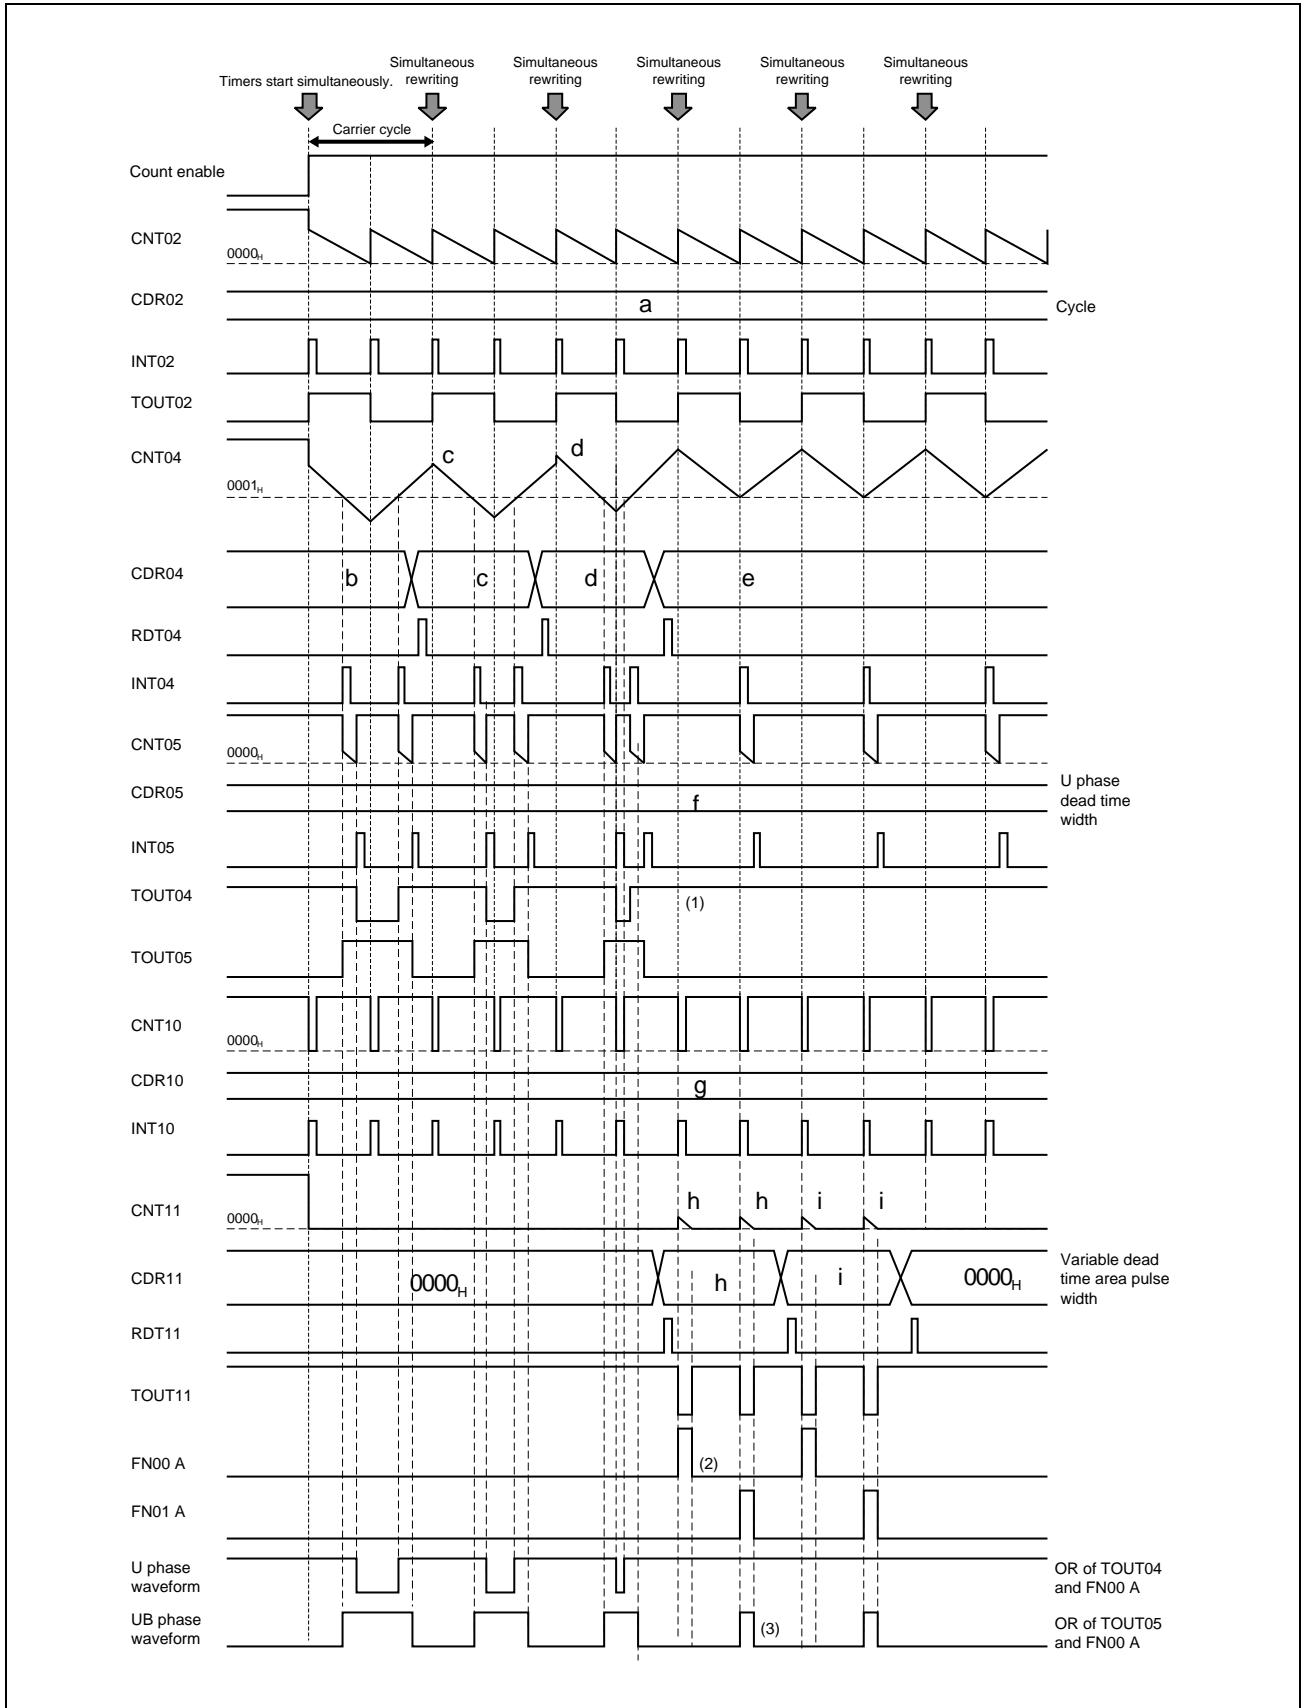 Simultaneous
rewriting
Simultaneous
rewriting
Simultaneous
rewriting
Simultaneous
rewriting
Simultaneous
rewriting
Timers start simultaneously.
Carrier cycle
Count enable
CNT02
0000H
CDR02
a
Cycle
INT02
TOUT02
CNT04
c
d
0001H
CDR04
b
c
d
e
RDT04
INT04
CNT05
0000H
CDR05
f
U phase
dead time
width
INT05
TOUT04
(1)
TOUT05
CNT10
0000H
CDR10
g
INT10
CNT11
h
h
i
i
0000H
CDR11
0000H
h
i
0000H
Variable dead
time area pulse
width
RDT11
TOUT11
FN00 A
(2)
FN01 A
U phase
waveform
OR of TOUT04
and FN00 A
UB phase
waveform
(3)
OR of TOUT05
and FN00 A